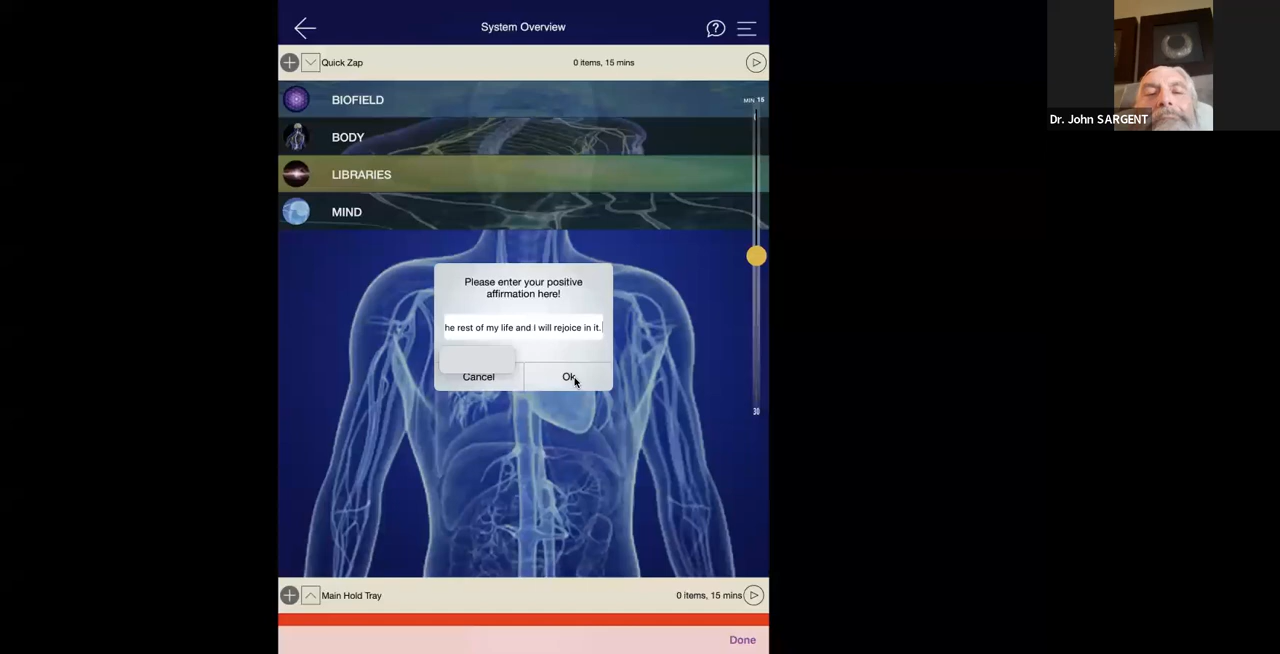 System Overview
Quick Zap
0 items, 15 mins
BIOFIELD
MIN 15
BODY
LIBRARIES
MIND
Please enter your positive
affirmation here!
he rest of my life and I will rejoice in it.
Cancel
Ok
30
Main Hold Tray
0 items, 15 mins
Done
Dr. John SARGENT